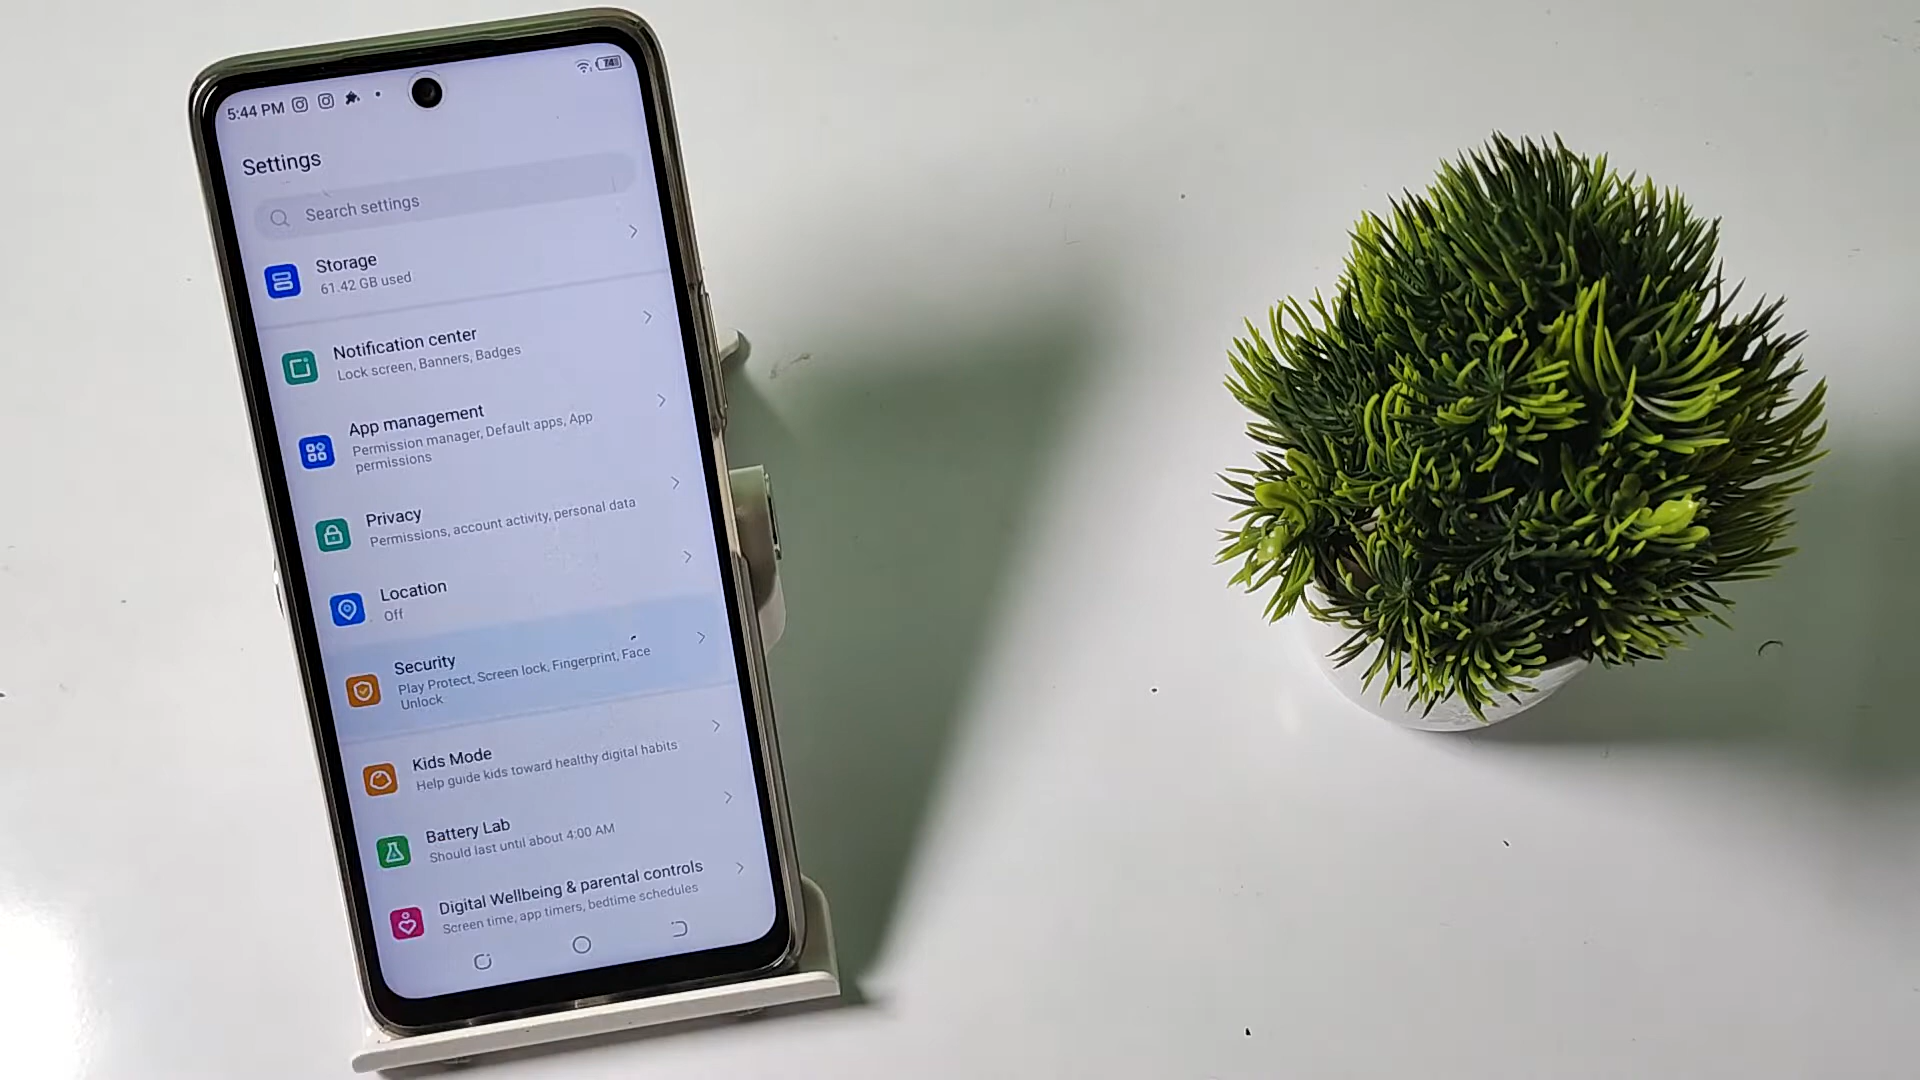 5:44 PM
74
Settings
Search settings
Storage
61.42 GB used
Notification center
Lock screen, Banners, Badges
App management
Permission manager, Default apps, App
permissions
Privacy
Permissions, account activity, personal data
Location
Off
Security
Play Protect, Screen lock, Fingerprint, Face
Unlock
Kids Mode
Help guide kids toward healthy digital habits
Battery Lab
Should last until about 4:00 AM
Digital Wellbeing & parental controls
Screen time, app timers, bedtime schedules